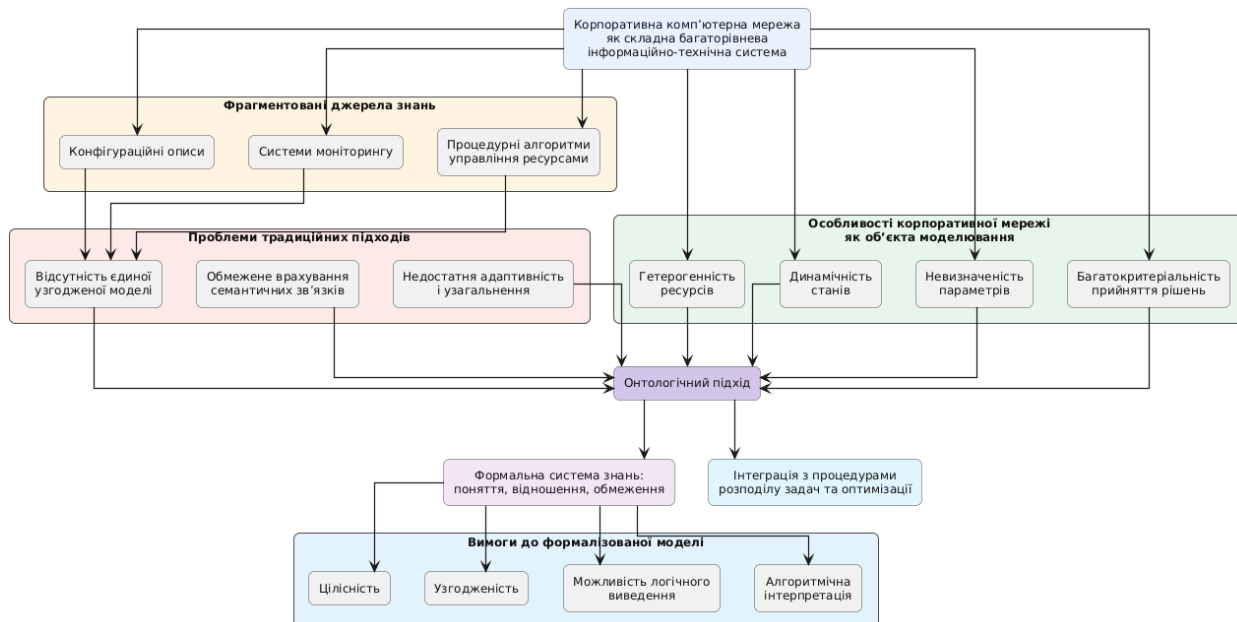 Корпоративна комп’ютерна мережа
як складна багаторівнева
інформаційно-технічна система
Фрагментовані джерела знань
Конфігураційні описи
Системи моніторингу
Процедурні алгоритми
управління ресурсами
Проблеми традиційних підходів
Відсутність єдиної
узгодженої моделі
Обмежене врахування
семантичних зв’язків
Недостатня адаптивність
і узагальнення
Особливості корпоративної мережі
як об’єкта моделювання
Гетерогенність
ресурсів
Динамічність
станів
Невизначеність
параметрів
Багатокритеріальність
прийняття рішень
Онтологічний підхід
Формальна система знань:
поняття, відношення, обмеження
Інтеграція з процедурами
розподілу задач та оптимізації
Вимоги до формалізованої моделі
Цілісність
Узгодженість
Можливість логічного
виведення
Алгоритмічна
інтерпретація